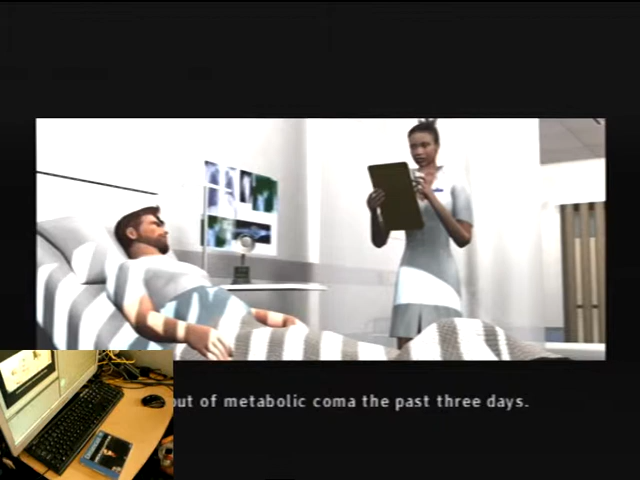 out of metabolic coma the past three days.